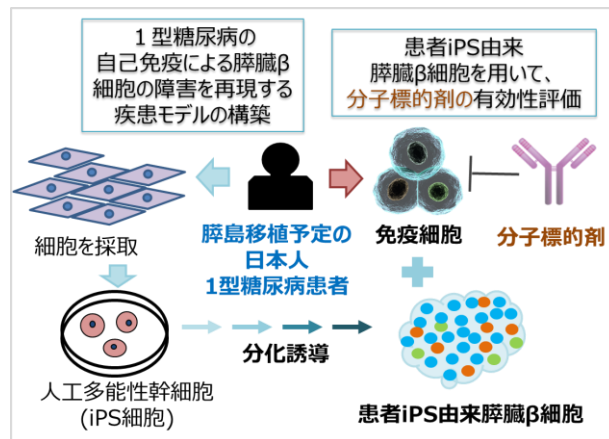 1型糖尿病の
自己免疫による膵臓β
細胞の障害を再現する
疾患モデルの構築
患者iPS由来
膵臓β細胞を用いて、
分子標的剤の有効性評価
細胞を採取
膵島移植予定の
日本人
1型糖尿病患者
免疫細胞
分子標的剤
分化誘導
人工多能性幹細胞
(iPS細胞)
患者iPS由来膵臓β細胞